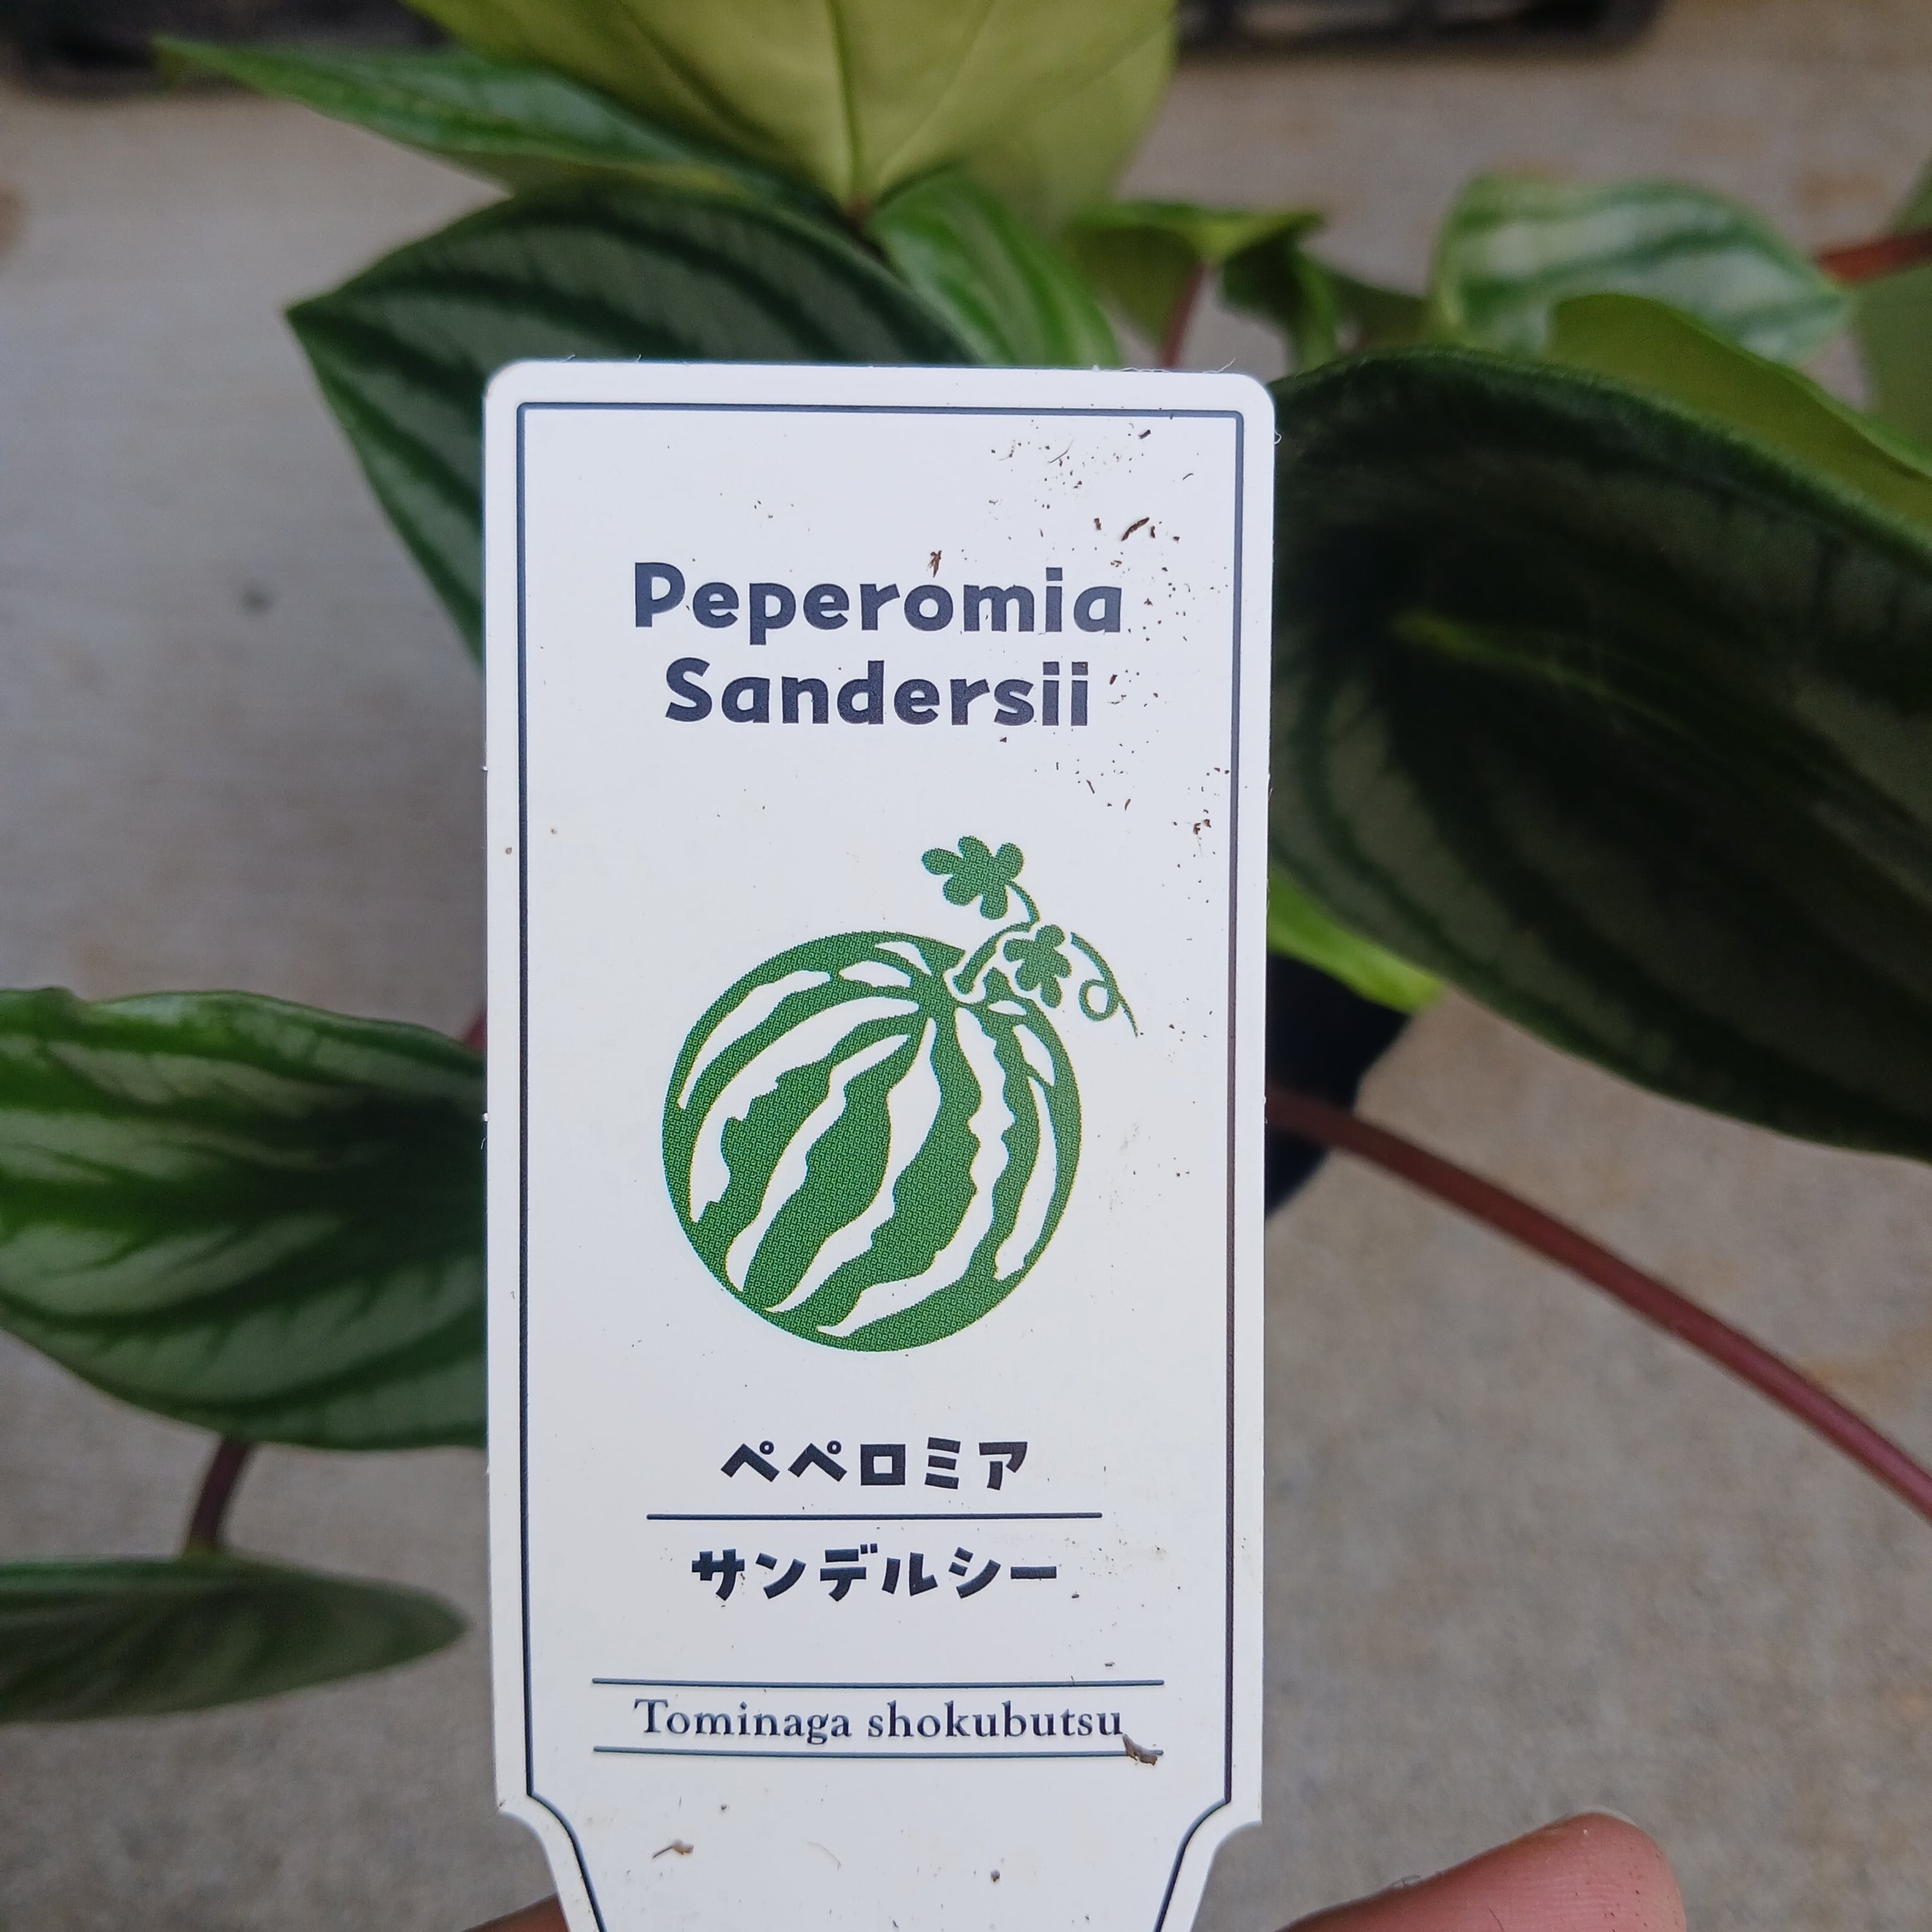 Peperomia
Sandersii
ペペロミア
サンデルシー
Tominaga shokubutsu